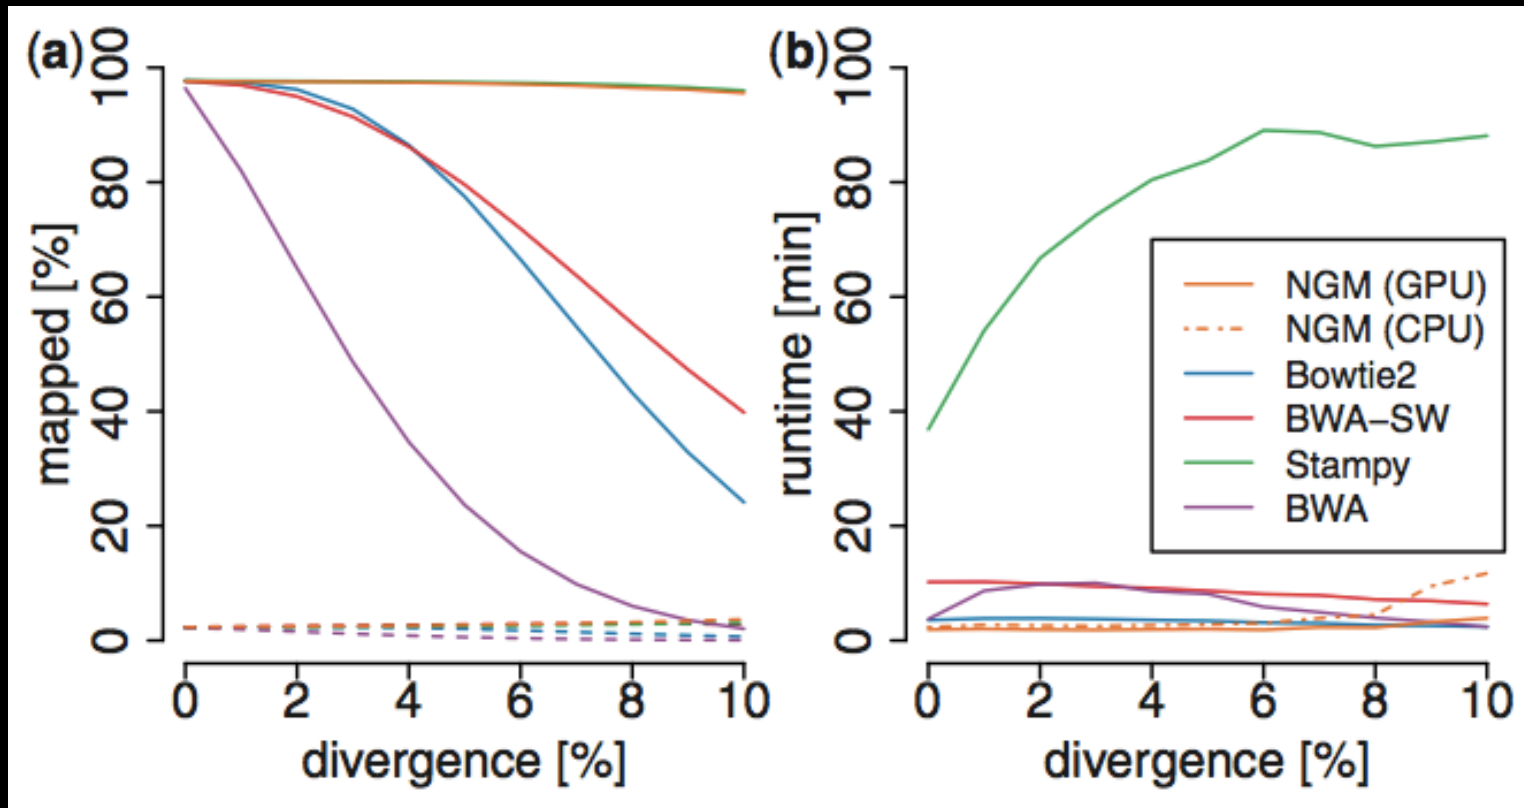 (a)
100
80
60
40
20
0
mapped [%]
0 2 4 6 8 10
divergence [%]
(b)
100
80
60
40
20
0
runtime [min]
NGM (GPU)
NGM (CPU)
Bowtie2
BWA−SW
Stampy
BWA
0 2 4 6 8 10
divergence [%]